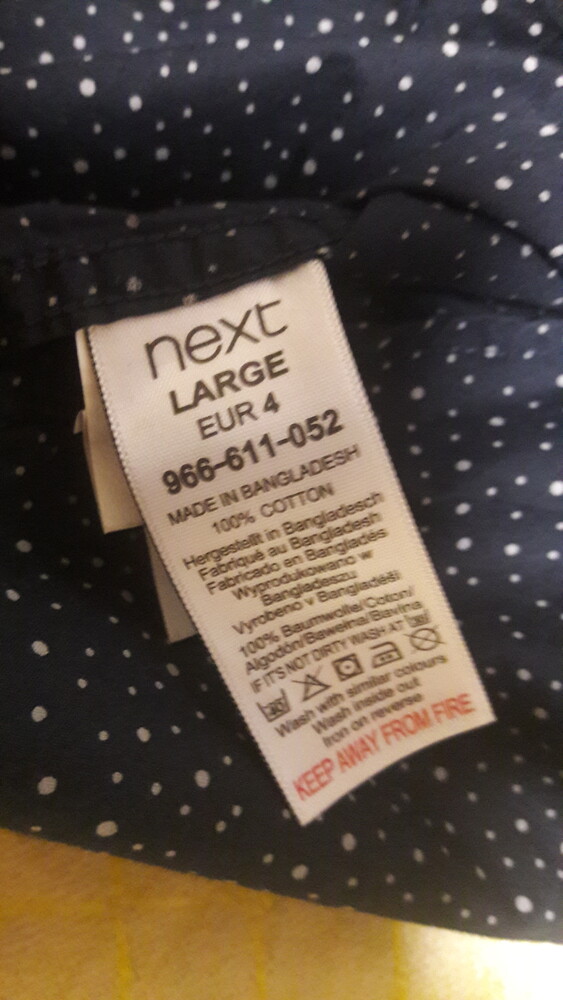 next
LARGE
EUR 4
966-611-052
MADE IN BANGLADESH
100% COTTON
Hergestellt in Bangladesch
Fabriqué au Bangladesh
Fabricado en Bangladés
Wyprodukowano w
Bangladeszu
Vyrobeno v Bangladéši
100% Baumwolle/Coton/
Algodón/Bawełna/Bavlna
IF IT'S NOT DIRTY WASH AT
Wash with similar colours
Wash inside out
Iron on reverse
KEEP AWAY FROM FIRE